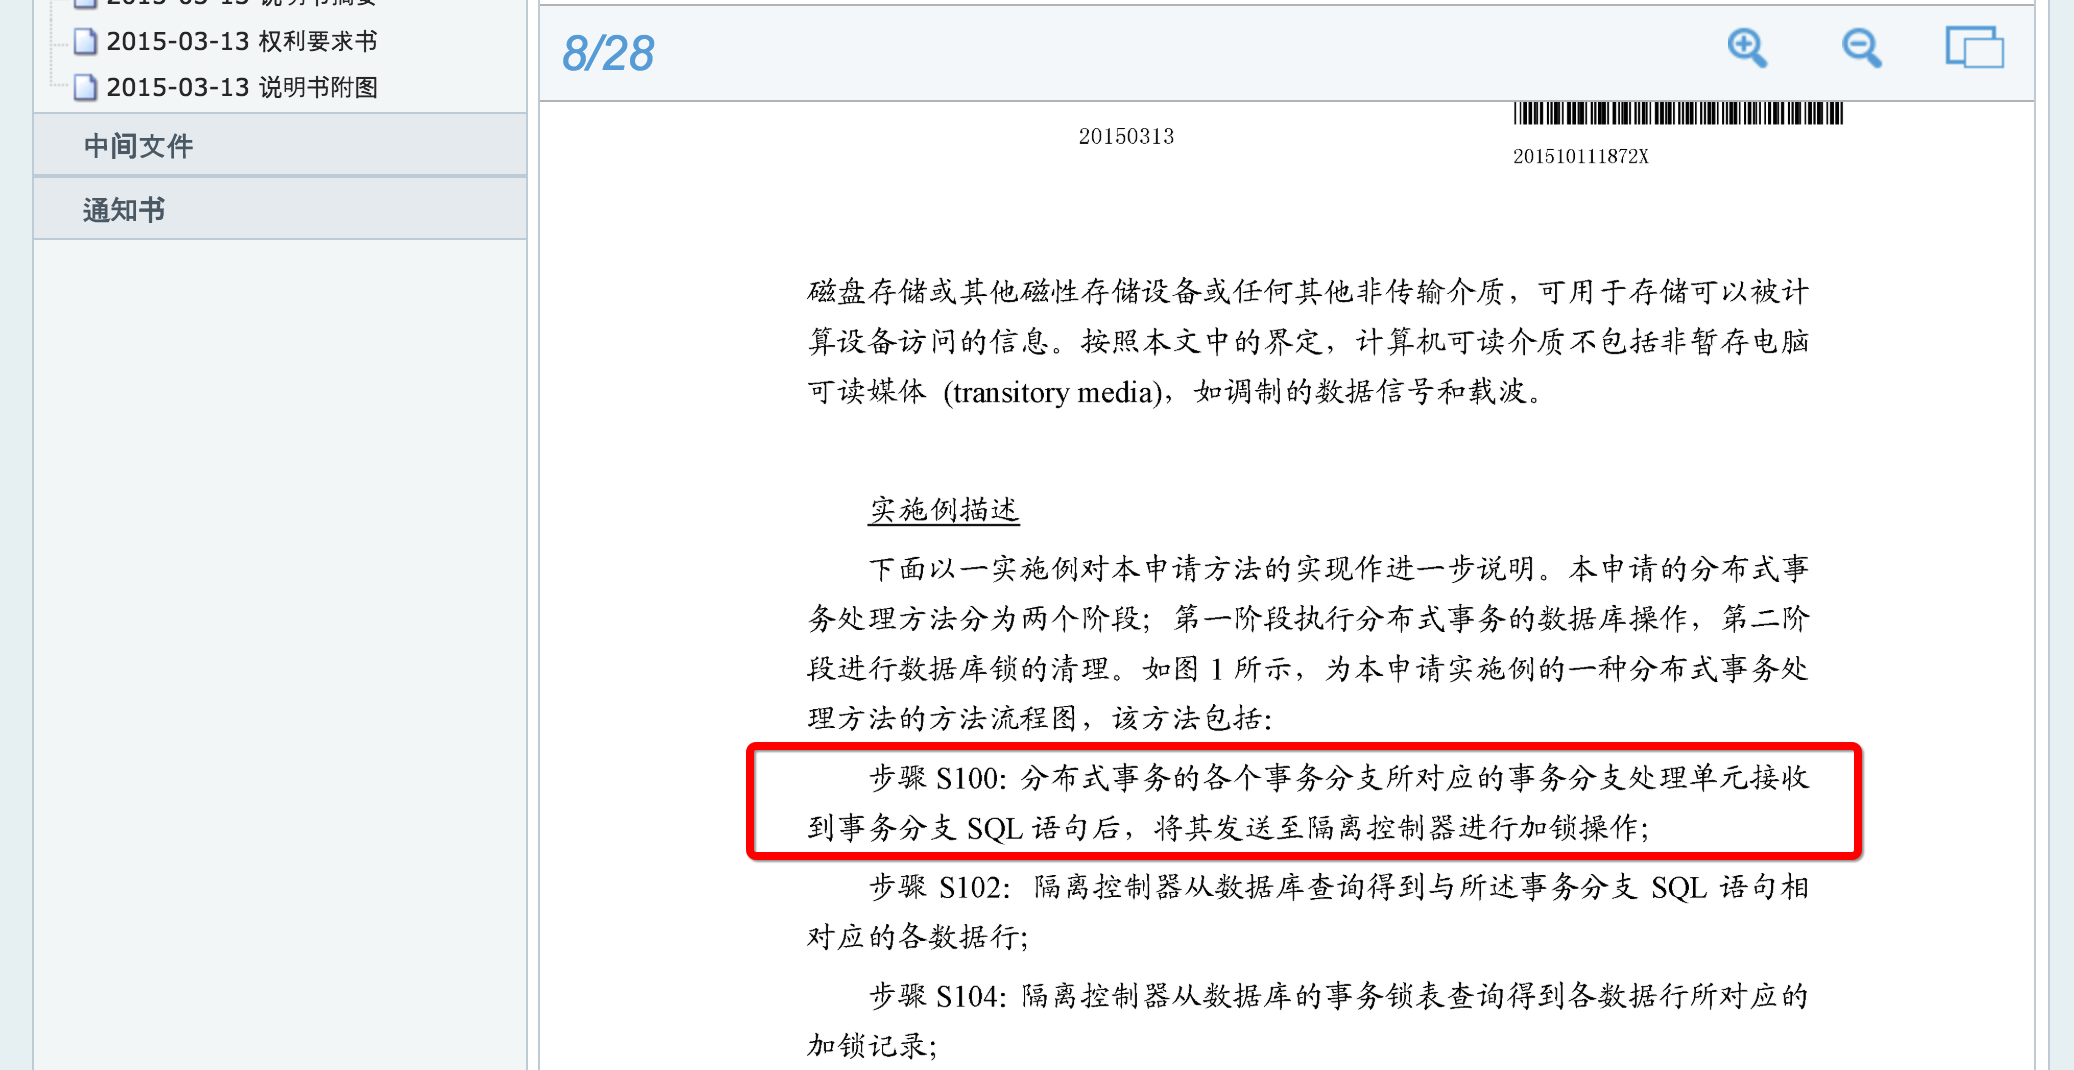 2015-03-13 说明书摘要
2015-03-13 权利要求书
2015-03-13 说明书附图
中间文件
通知书
8/28
20150313
201510111872X
磁盘存储或其他磁性存储设备或任何其他非传输介质，可用于存储可以被计
算设备访问的信息。按照本文中的界定，计算机可读介质不包括非暂存电脑
可读媒体 (transitory media)，如调制的数据信号和载波。
实施例描述
下面以一实施例对本申请方法的实现作进一步说明。本申请的分布式事
务处理方法分为两个阶段；第一阶段执行分布式事务的数据库操作，第二阶
段进行数据库锁的清理。如图 1 所示，为本申请实施例的一种分布式事务处
理方法的方法流程图，该方法包括：
步骤 S100：分布式事务的各个事务分支所对应的事务分支处理单元接收
到事务分支 SQL 语句后，将其发送至隔离控制器进行加锁操作；
步骤 S102：隔离控制器从数据库查询得到与所述事务分支 SQL 语句相
对应的各数据行；
步骤 S104：隔离控制器从数据库的事务锁表查询得到各数据行所对应的
加锁记录；